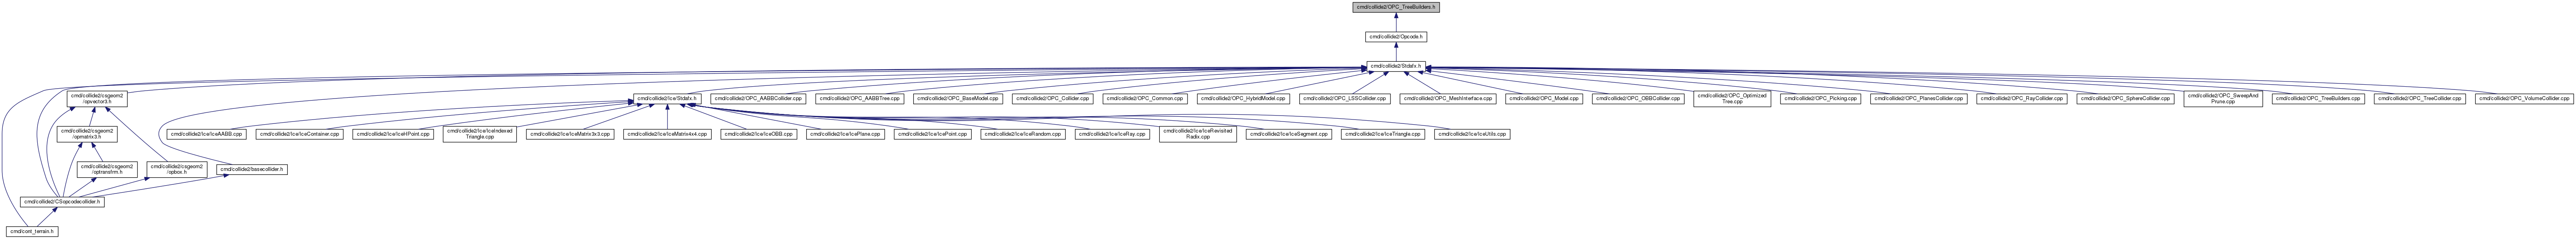 cmd/collide2/OPC_TreeBuilders.h
cmd/collide2/Opcode.h
cmd/collide2/Stdafx.h
cmd/collide2/csgeom2
/opvector3.h
cmd/collide2/Ice/Stdafx.h
cmd/collide2/OPC_AABBCollider.cpp
cmd/collide2/OPC_AABBTree.cpp
cmd/collide2/OPC_BaseModel.cpp
cmd/collide2/OPC_Collider.cpp
cmd/collide2/OPC_Common.cpp
cmd/collide2/OPC_HybridModel.cpp
cmd/collide2/OPC_LSSCollider.cpp
cmd/collide2/OPC_MeshInterface.cpp
cmd/collide2/OPC_Model.cpp
cmd/collide2/OPC_OBBCollider.cpp
cmd/collide2/OPC_Optimized
Tree.cpp
cmd/collide2/OPC_Picking.cpp
cmd/collide2/OPC_PlanesCollider.cpp
cmd/collide2/OPC_RayCollider.cpp
cmd/collide2/OPC_SphereCollider.cpp
cmd/collide2/OPC_SweepAnd
Prune.cpp
cmd/collide2/OPC_TreeBuilders.cpp
cmd/collide2/OPC_TreeCollider.cpp
cmd/collide2/OPC_VolumeCollider.cpp
cmd/collide2/csgeom2
/opmatrix3.h
cmd/collide2/Ice/IceAABB.cpp
cmd/collide2/Ice/IceContainer.cpp
cmd/collide2/Ice/IceHPoint.cpp
cmd/collide2/Ice/IceIndexed
Triangle.cpp
cmd/collide2/Ice/IceMatrix3x3.cpp
cmd/collide2/Ice/IceMatrix4x4.cpp
cmd/collide2/Ice/IceOBB.cpp
cmd/collide2/Ice/IcePlane.cpp
cmd/collide2/Ice/IcePoint.cpp
cmd/collide2/Ice/IceRandom.cpp
cmd/collide2/Ice/IceRay.cpp
cmd/collide2/Ice/IceRevisited
Radix.cpp
cmd/collide2/Ice/IceSegment.cpp
cmd/collide2/Ice/IceTriangle.cpp
cmd/collide2/Ice/IceUtils.cpp
cmd/collide2/csgeom2
/optransfrm.h
cmd/collide2/csgeom2
/opbox.h
cmd/collide2/basecollider.h
cmd/collide2/CSopcodecollider.h
cmd/cont_terrain.h